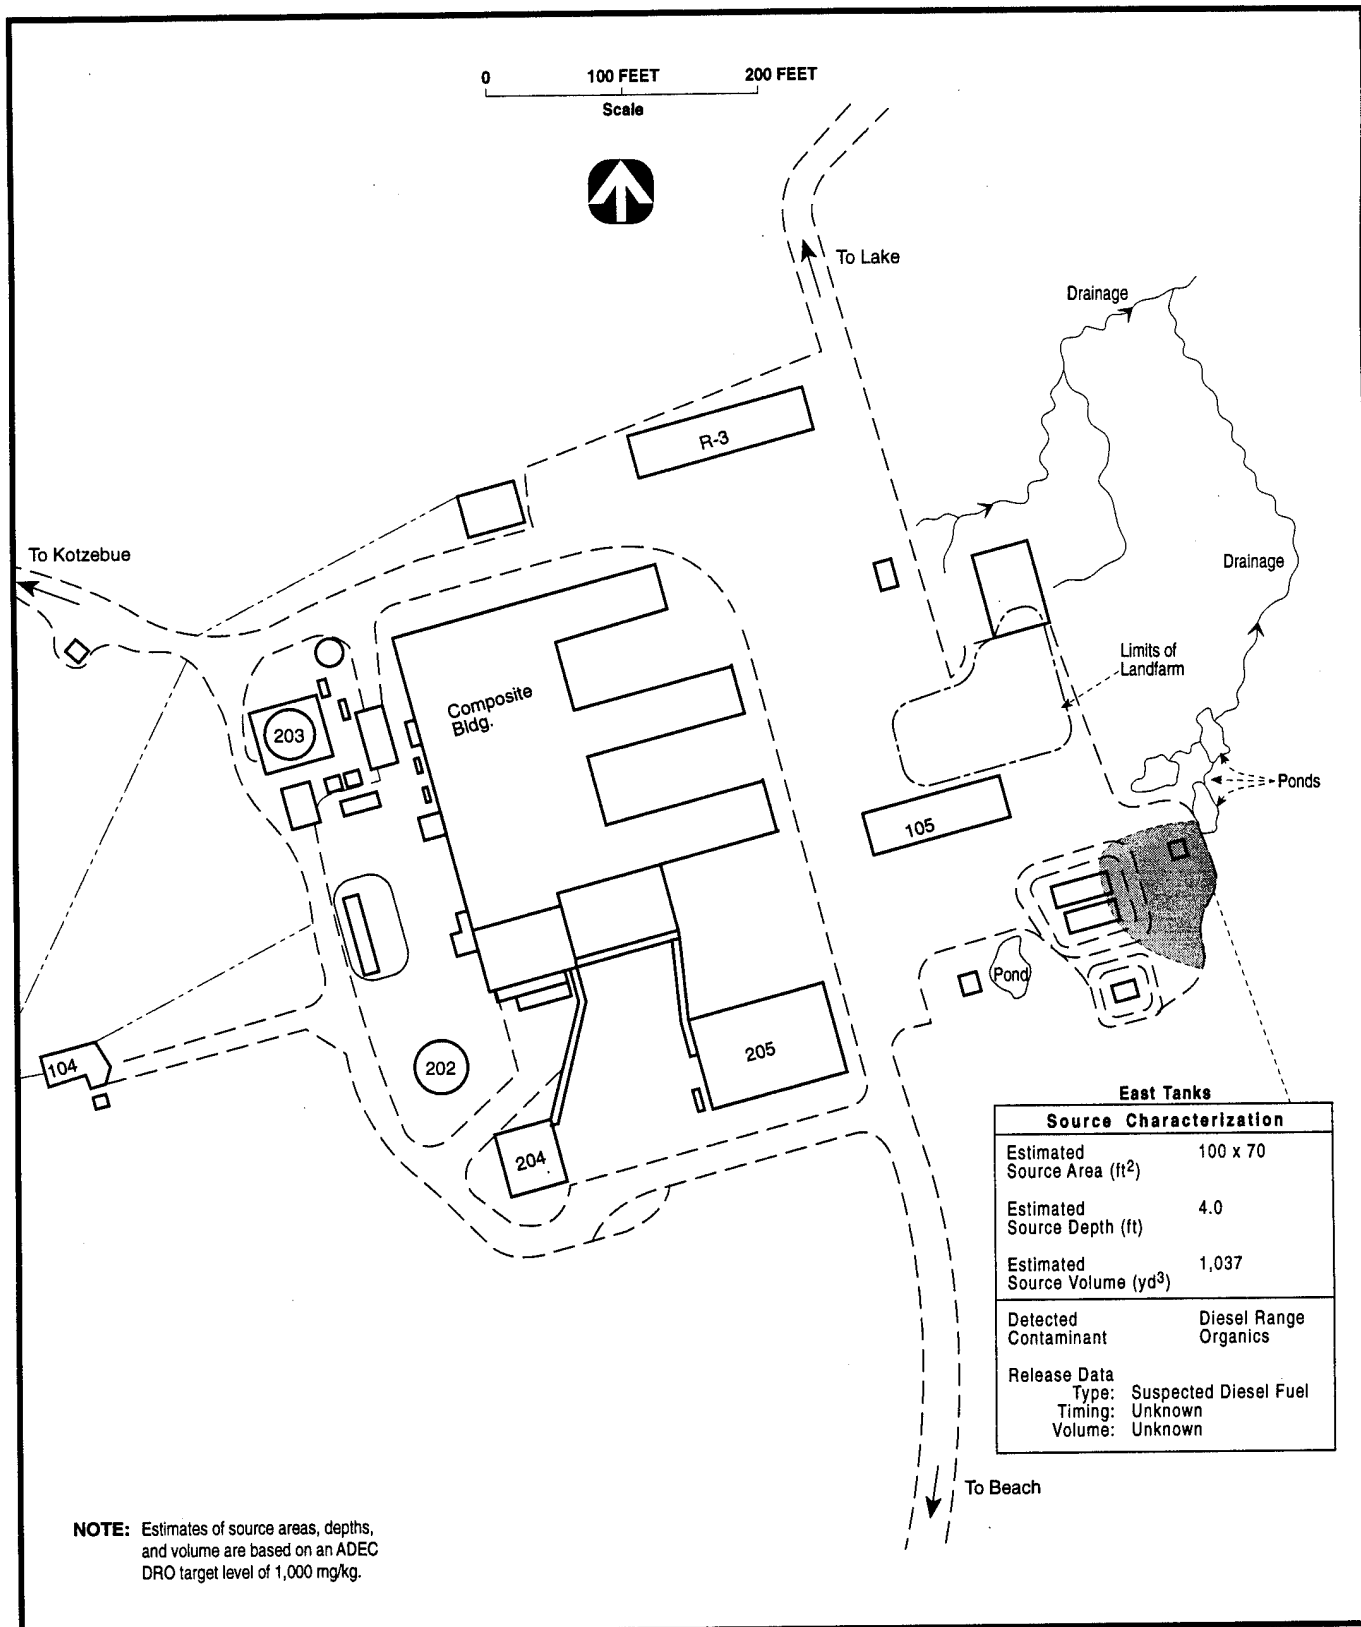 0 100 FEET 200 FEET
Scale
To Lake
Drainage
R-3
To Kotzebue
Drainage
Limits of
Landfarm
Composite
Bldg.
203
Ponds
105
Pond
104
202
205
204
East Tanks
Source Characterization
Estimated 100 x 70
Source Area (ft²)
Estimated 4.0
Source Depth (ft)
Estimated 1,037
Source Volume (yd³)
Detected Diesel Range
Contaminant Organics
Release Data
Type: Suspected Diesel Fuel
Timing: Unknown
Volume: Unknown
To Beach
NOTE: Estimates of source areas, depths,
and volume are based on an ADEC
DRO target level of 1,000 mg/kg.